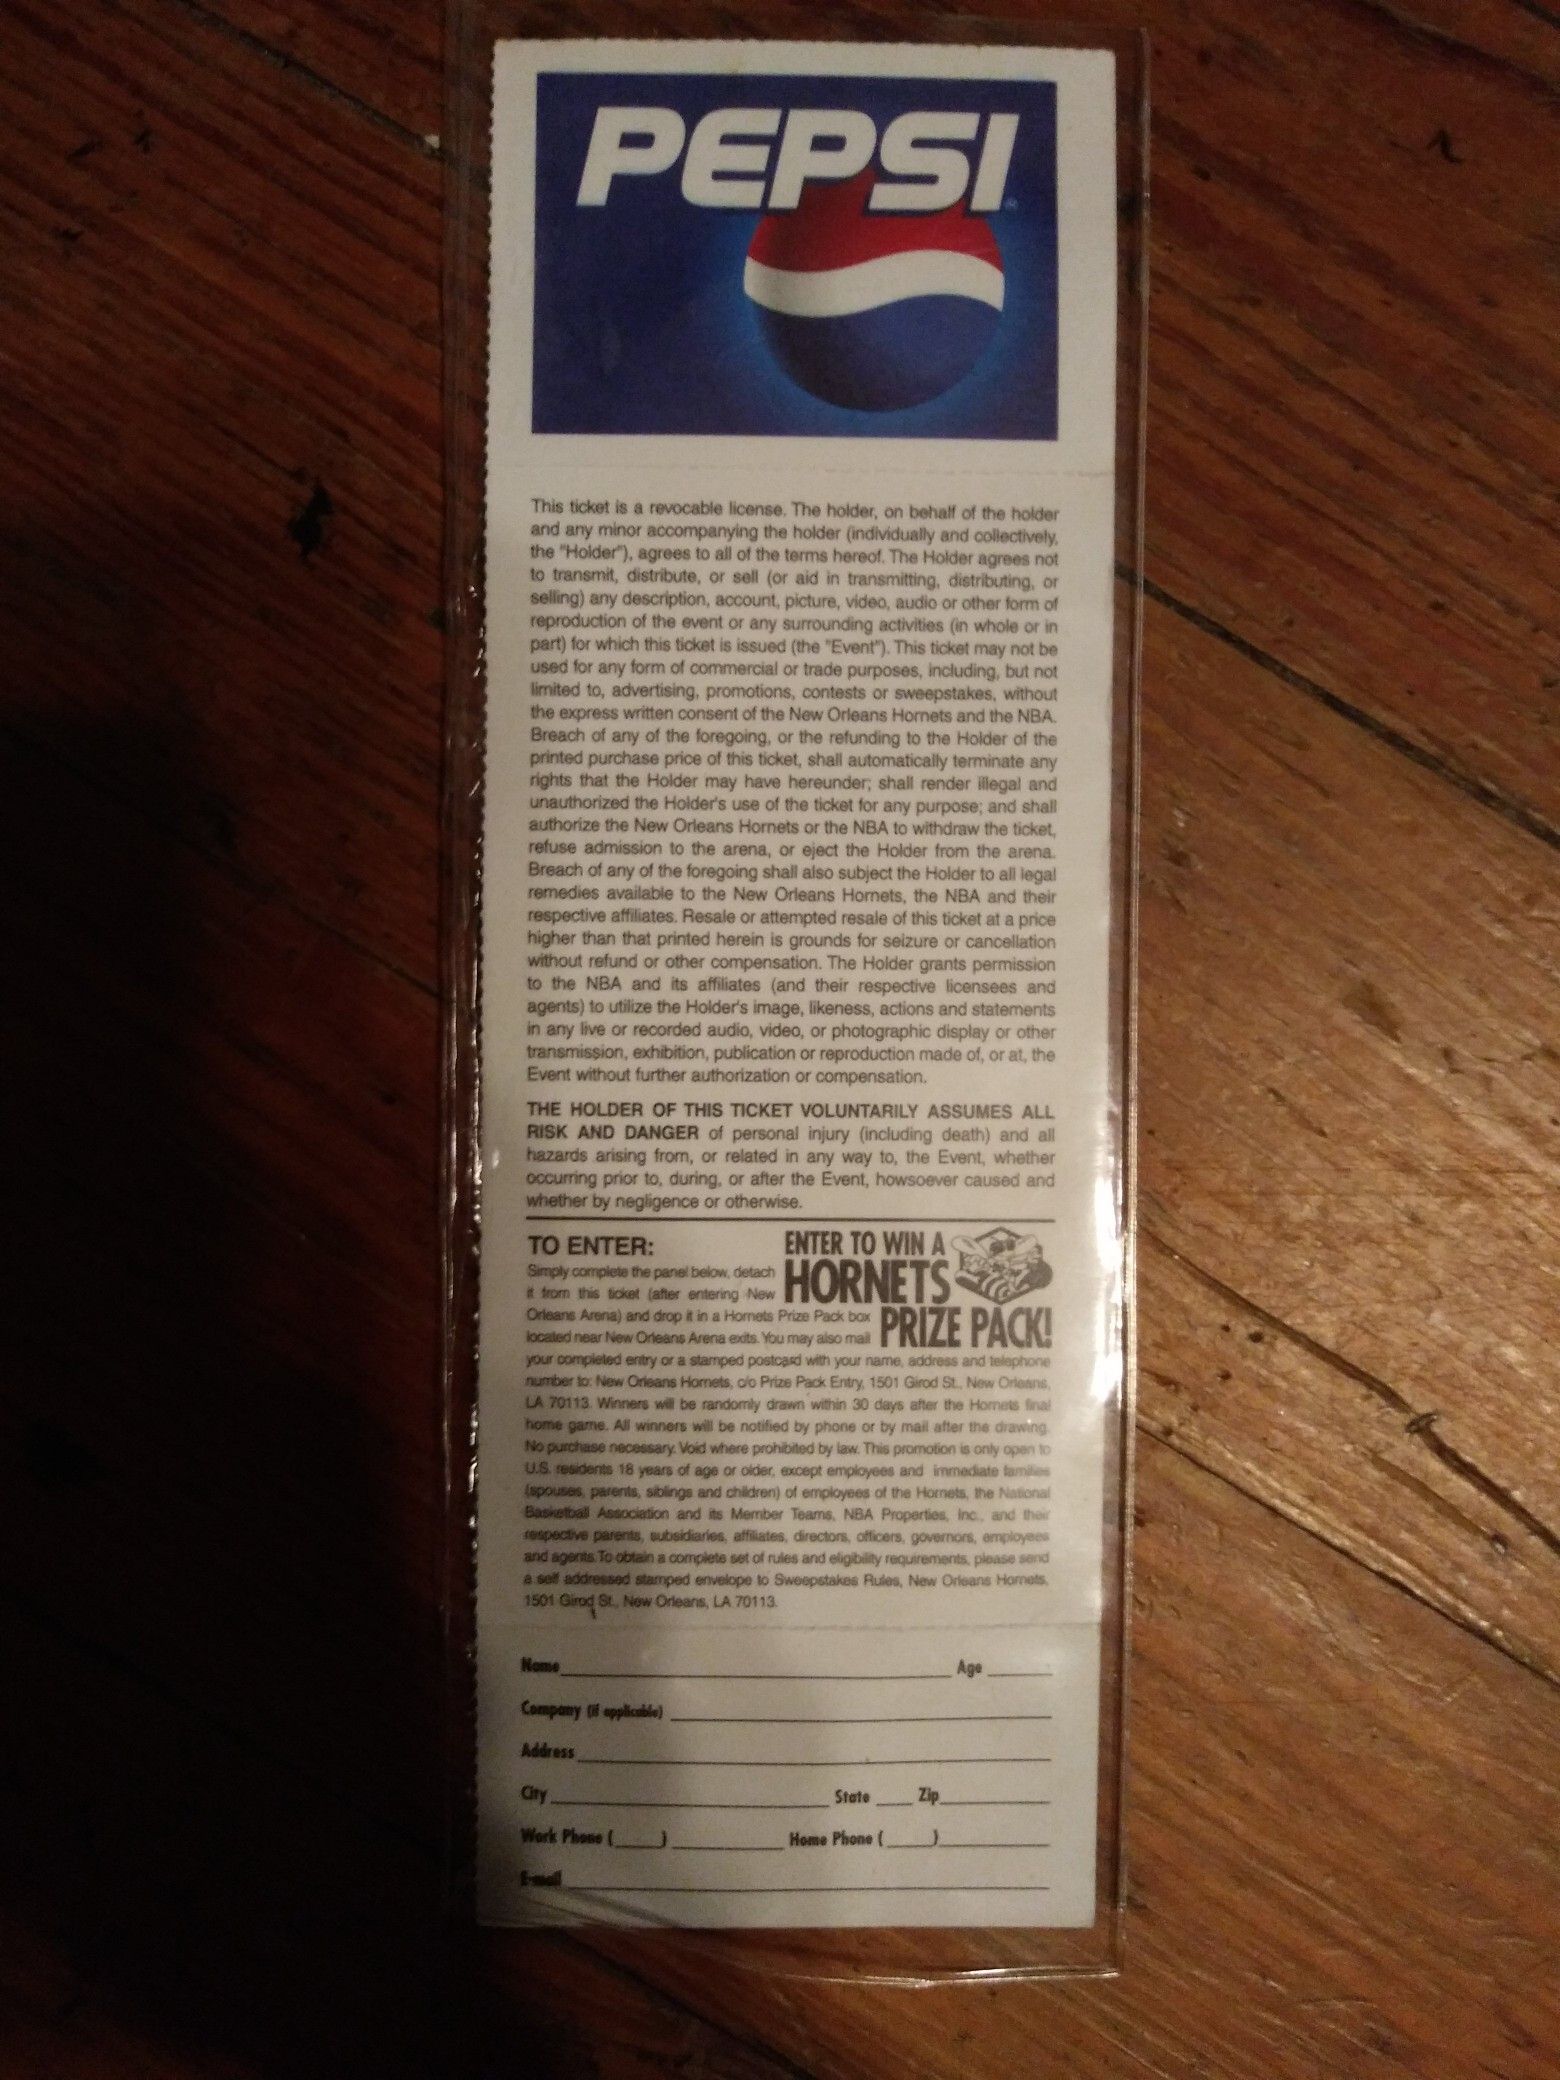 PEPSI
This ticket is a revocable license. The holder, on behalf of the holder
and any minor accompanying the holder (individually and collectively,
the "Holder"), agrees to all of the terms hereof. The Holder agrees not
to transmit, distribute, or sell (or aid in transmitting, distributing, or
selling) any description, account, picture, video, audio or other form of
reproduction of the event or any surrounding activities (in whole or in
part) for which this ticket is issued (the "Event"). This ticket may not be
used for any form of commercial or trade purposes, including, but not
limited to, advertising, promotions, contests or sweepstakes, without
the express written consent of the New Orleans Hornets and the NBA.
Breach of any of the foregoing, or the refunding to the Holder of the
printed purchase price of this ticket, shall automatically terminate any
rights that the Holder may have hereunder; shall render illegal and
unauthorized the Holder's use of the ticket for any purpose; and shall
authorize the New Orleans Hornets or the NBA to withdraw the ticket,
refuse admission to the arena, or eject the Holder from the arena.
Breach of any of the foregoing shall also subject the Holder to all legal
remedies available to the New Orleans Hornets, the NBA and their
respective affiliates. Resale or attempted resale of this ticket at a price
higher than that printed herein is grounds for seizure or cancellation
without refund or other compensation. The Holder grants permission
to the NBA and its affiliates (and their respective licensees and
agents) to utilize the Holder's image, likeness, actions and statements
in any live or recorded audio, video, or photographic display or other
transmission, exhibition, publication or reproduction made of, or at, the
Event without further authorization or compensation.
THE HOLDER OF THIS TICKET VOLUNTARILY ASSUMES ALL
RISK AND DANGER of personal injury (including death) and all
hazards arising from, or related in any way to, the Event, whether
occurring prior to, during, or after the Event, howsoever caused and
whether by negligence or otherwise.
ENTER TO WIN A
HORNETS
PRIZE PACK!
TO ENTER:
Simply complete the panel below, detach
it from this ticket (after entering New
Orleans Arena) and drop it in a Hornets Prize Pack box
located near New Orleans Arena exits. You may also mail
your completed entry or a stamped postcard with your name, address and telephone
number to: New Orleans Hornets, c/o Prize Pack Entry, 1501 Girod St., New Orleans,
LA 70113. Winners will be randomly drawn within 30 days after the Hornets final
home game. All winners will be notified by phone or by mail after the drawing.
No purchase necessary. Void where prohibited by law. This promotion is only open to
U.S. residents 18 years of age or older, except employees and immediate families
(spouses, parents, siblings and children) of employees of the Hornets, the National
Basketball Association and its Member Teams, NBA Properties, Inc., and their
respective parents, subsidiaries, affiliates, directors, officers, governors, employees
and agents. To obtain a complete set of rules and eligibility requirements, please send
a self addressed stamped envelope to Sweepstakes Rules, New Orleans Hornets,
1501 Girod St., New Orleans, LA 70113.
Name Age
Company (if applicable)
Address
City State Zip
Work Phone ( ) Home Phone ( )
E-mail